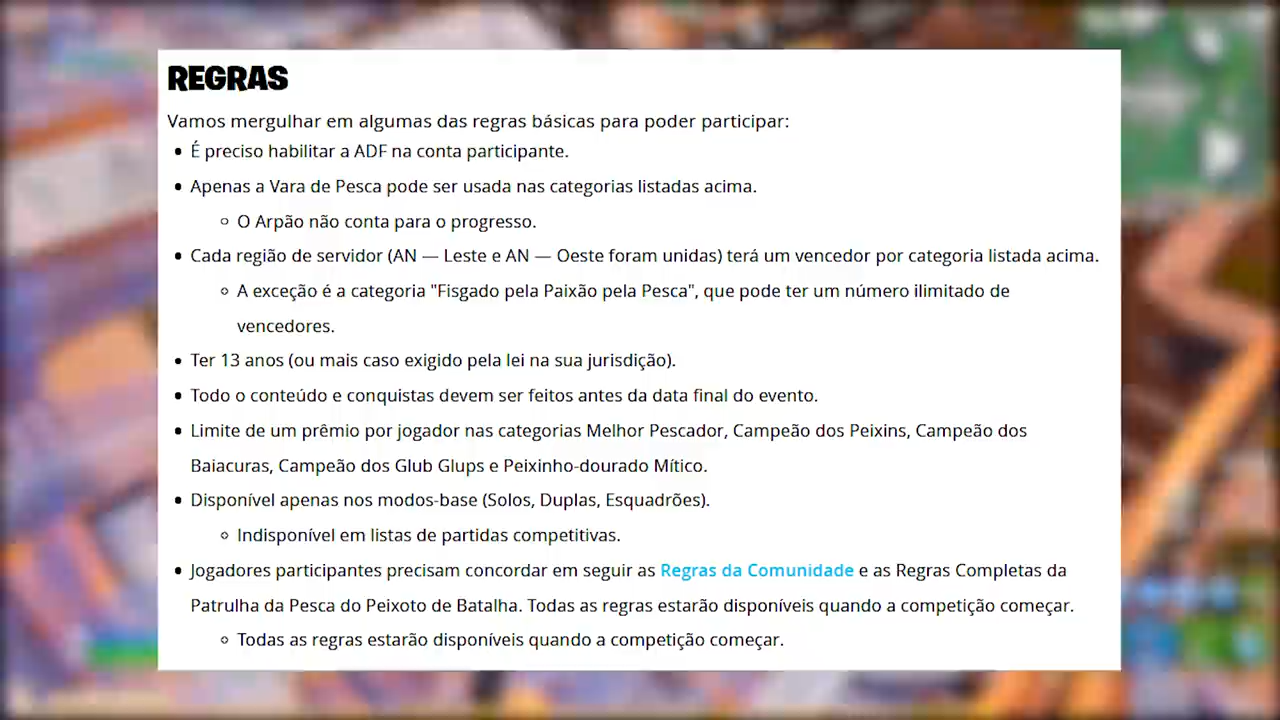 REGRAS
Vamos mergulhar em algumas das regras básicas para poder participar:
• É preciso habilitar a ADF na conta participante.
• Apenas a Vara de Pesca pode ser usada nas categorias listadas acima.
◦ O Arpão não conta para o progresso.
• Cada região de servidor (AN — Leste e AN — Oeste foram unidas) terá um vencedor por categoria listada acima.
◦ A exceção é a categoria "Fisgado pela Paixão pela Pesca", que pode ter um número ilimitado de
vencedores.
• Ter 13 anos (ou mais caso exigido pela lei na sua jurisdição).
• Todo o conteúdo e conquistas devem ser feitos antes da data final do evento.
• Limite de um prêmio por jogador nas categorias Melhor Pescador, Campeão dos Peixins, Campeão dos
Baiacuras, Campeão dos Glub Glups e Peixinho-dourado Mítico.
• Disponível apenas nos modos-base (Solos, Duplas, Esquadrões).
◦ Indisponível em listas de partidas competitivas.
• Jogadores participantes precisam concordar em seguir as Regras da Comunidade e as Regras Completas da
Patrulha da Pesca do Peixoto de Batalha. Todas as regras estarão disponíveis quando a competição começar.
◦ Todas as regras estarão disponíveis quando a competição começar.